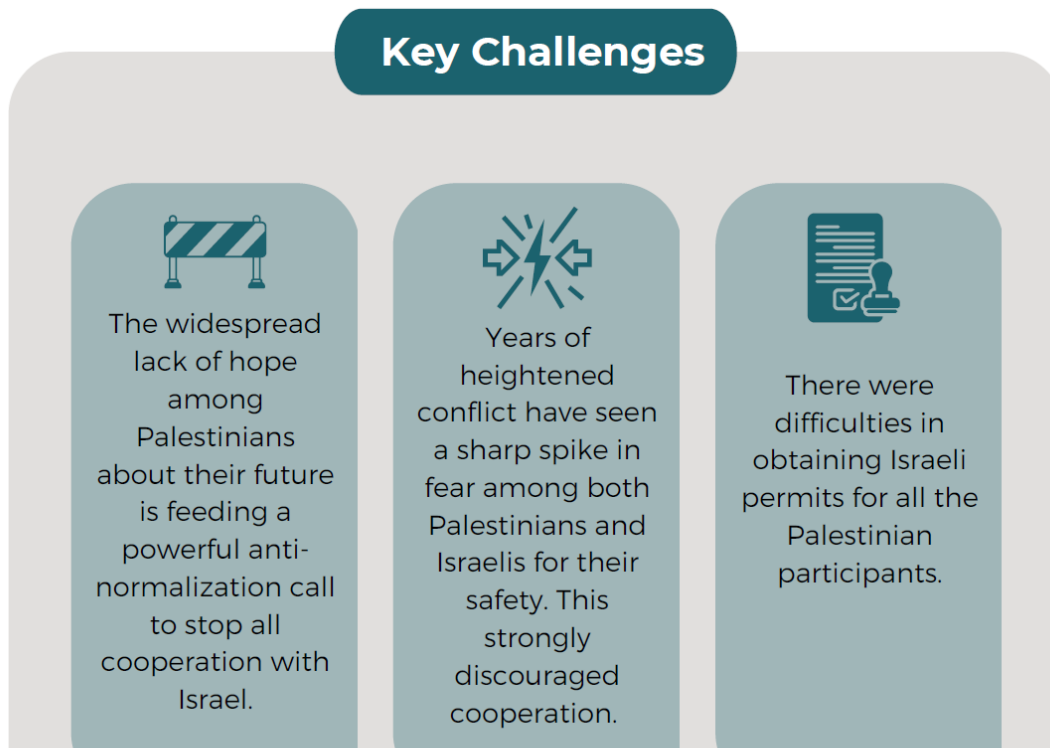 Key Challenges
The widespread
lack of hope
among
Palestinians
about their future
is feeding a
powerful anti-
normalization call
to stop all
cooperation with
Israel.
Years of
heightened
conflict have seen
a sharp spike in
fear among both
Palestinians and
Israelis for their
safety. This
strongly
discouraged
cooperation.
There were
difficulties in
obtaining Israeli
permits for all the
Palestinian
participants.